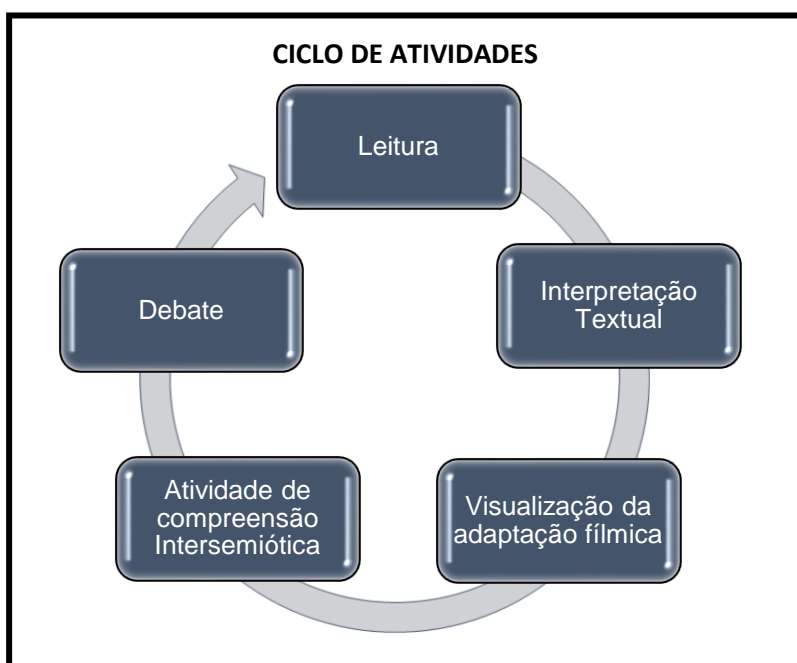 CICLO DE ATIVIDADES
Leitura
Interpretação
Textual
Visualização da
adaptação fílmica
Atividade de
compreensão
Intersemiótica
Debate